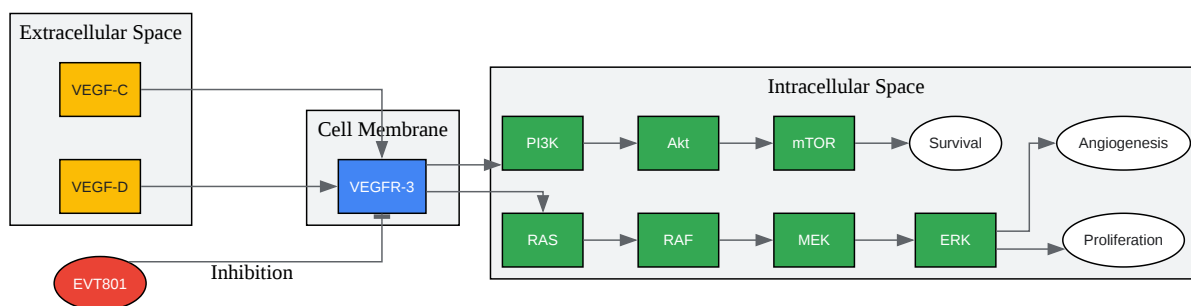 Extracellular Space
VEGF-C
VEGF-D
EVT801
Inhibition
Cell Membrane
VEGFR-3
Intracellular Space
PI3K
Akt
mTOR
Survival
Angiogenesis
RAS
RAF
MEK
ERK
Proliferation